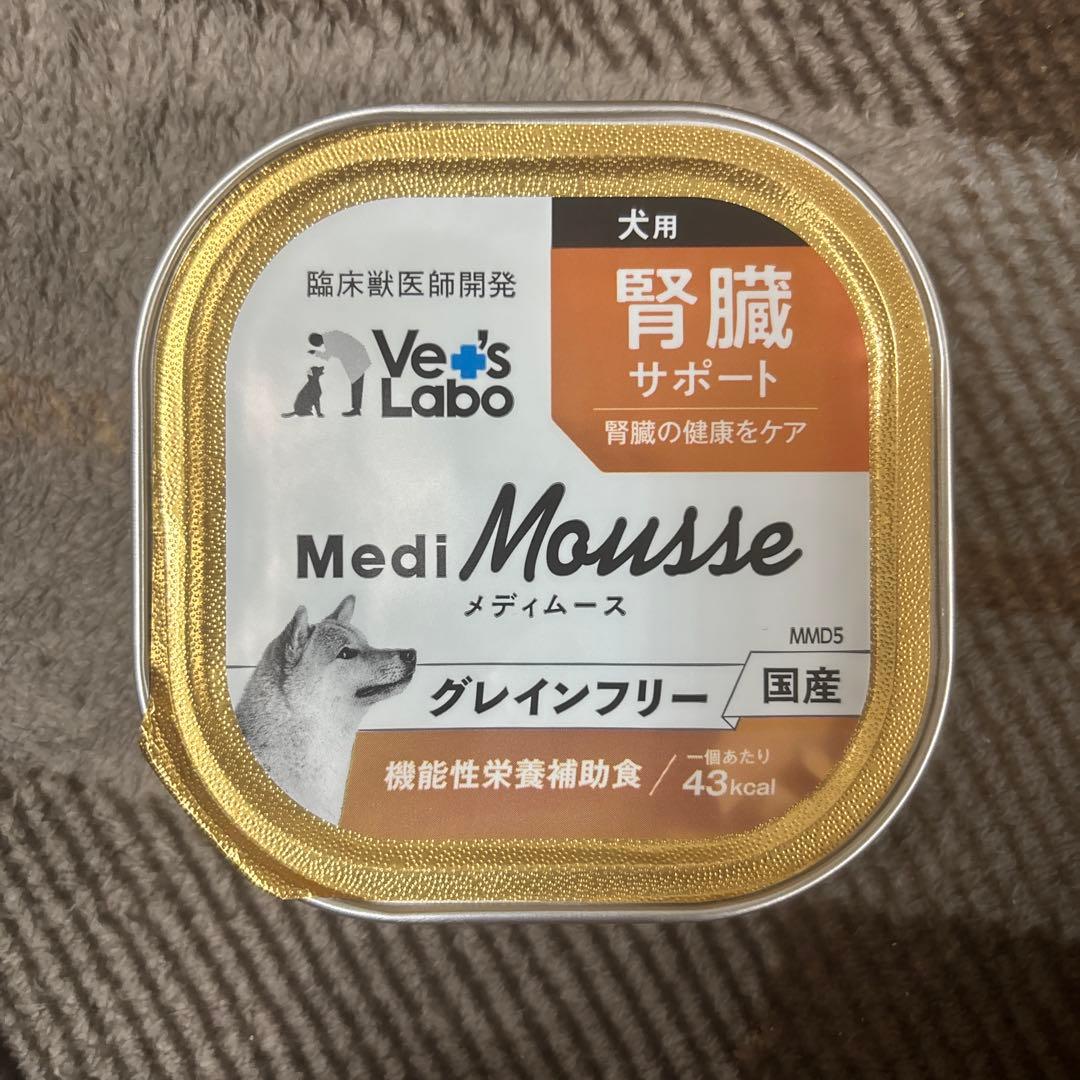 犬用
腎臓
サポート
腎臓の健康をケア
臨床獣医師開発
Vet's
Labo
Medi Mousse
メディムース
MMD5
グレインフリー
国産
機能性栄養補助食
一個あたり
43kcal